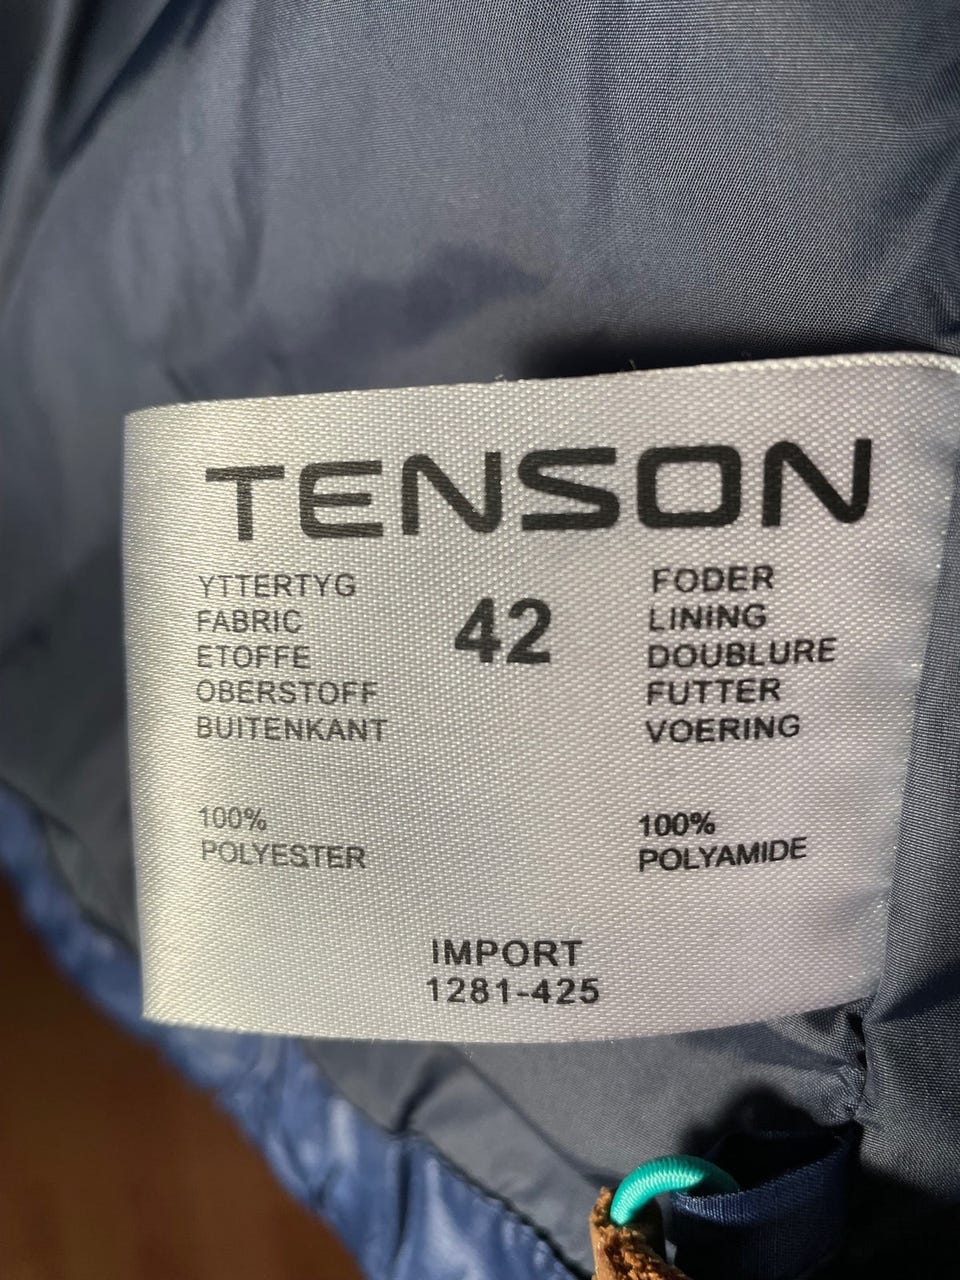 TENSON
YTTERTYG
FABRIC
ETOFFE
OBERSTOFF
BUITENKANT
100%
POLYESTER
42
FODER
LINING
DOUBLURE
FUTTER
VOERING
100%
POLYAMIDE
IMPORT
1281-425